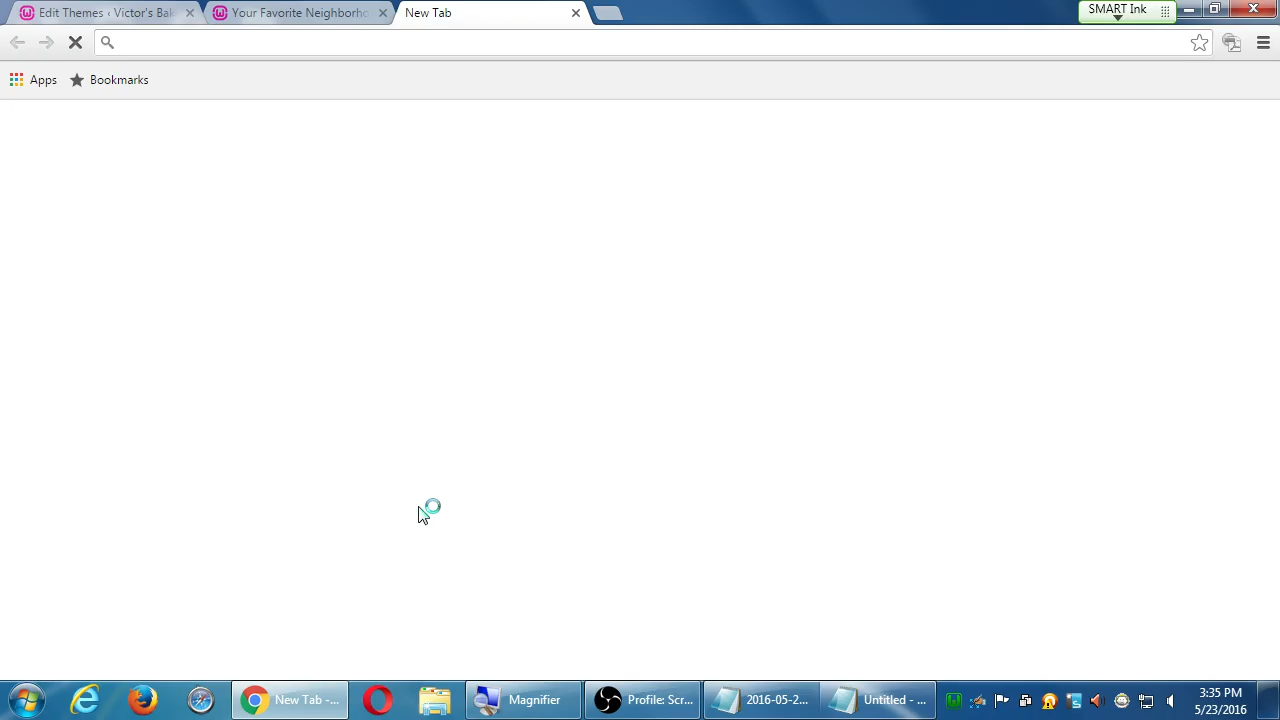 Edit Themes ‹ Victor's Bak
Your Favorite Neighborho
New Tab
SMART Ink
Apps
Bookmarks
New Tab -...
Magnifier
Profile: Scr...
2016-05-2...
Untitled - ...
3:35 PM
5/23/2016